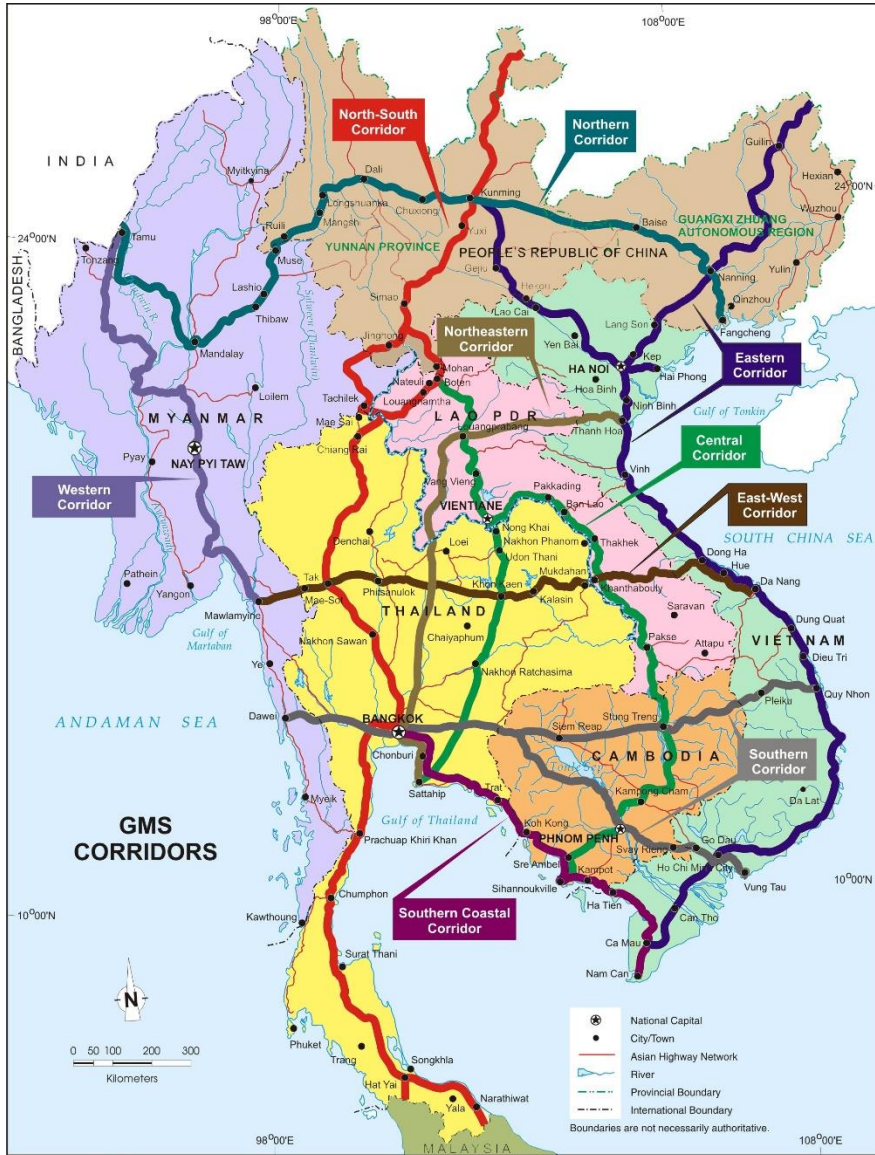 98°00'E
108°00'E
North-South
Corridor
Northern
Corridor
Guilin
INDIA
Myitkyina
Dali
Kunming
Hexian
24°00'N
Longshuanka
Chuxiong
Wuzhou
Tamu
Mangshi
Baise
GUANGXI ZHUANG
AUTONOMOUS REGION
24°00'N
Ruili
YUNNAN PROVINCE
Yuxi
Tonzang
Muse
PEOPLE'S REPUBLIC OF CHINA
Nanning
Yulin
BANGLADESH
Gejiu
Lashio
Hekou
Qinzhou
Simao
Lao Cai
Thibaw
Salween (Thanlwin)
Northeastern
Corridor
Lang Son
Fangcheng
Mandalay
Jinghong
Yen Bai
Kep
Eastern
Corridor
Mohan
HA NOI
Hai Phong
Nateuil
Boten
Hoa Binh
Loilem
Louangnamtha
Tachilek
Ninh Binh
MYANMAR
Mae Sai
LAO PDR
Gulf of Tonkin
Chiang Rai
Louangprabang
Thanh Hoa
NAY PYI TAW
Central
Corridor
Pyay
Vinh
Western
Corridor
Vang Vieng
Pakkading
Ayeyarwady
VIENTIANE
Ban Lao
East-West
Corridor
Nong Khai
Denchai
Loei
Nakhon Phanom
Thakhek
SOUTH CHINA SEA
Udon Thani
Dong Ha
Mukdahan
Hue
Pathein
Tak
Khon Kaen
Khanthabouly
Da Nang
Yangon
Mae-Sot
Phitsanulok
Kalasin
Mawlamyine
THAILAND
Saravan
Dung Quat
Gulf of
Martaban
Chaiyaphum
Nakhon Sawan
Pakse
Attapu
VIETNAM
Ye
Nakhon Ratchasima
Dieu Tri
Quy Nhon
ANDAMAN SEA
Dawei
BANGKOK
Stung Treng
Pleiku
Siem Reap
Chonburi
CAMBODIA
Southern
Corridor
Sattahip
Tonle Sap
Myeik
Trat
Kampong Cham
Da Lat
Gulf of Thailand
Koh Kong
GMS
CORRIDORS
Prachuap Khiri Khan
PHNOM PENH
Go Dau
Svay Rieng
Sre Ambel
Ho Chi Minh City
Kampot
Vung Tau
10°00'N
Sihannoukville
Chumphon
Ha Tien
10°00'N
Kawthoung
Southern Coastal
Corridor
Can Tho
Ca Mau
Surat Thani
Nam Can
N
National Capital
City/Town
Phuket
Asian Highway Network
0 50 100 200 300
Trang
Songkhla
River
Kilometers
Hat Yai
Provincial Boundary
Yala
Narathiwat
International Boundary
Boundaries are not necessarily authoritative.
MALAYSIA
98°00'E
108°00'E